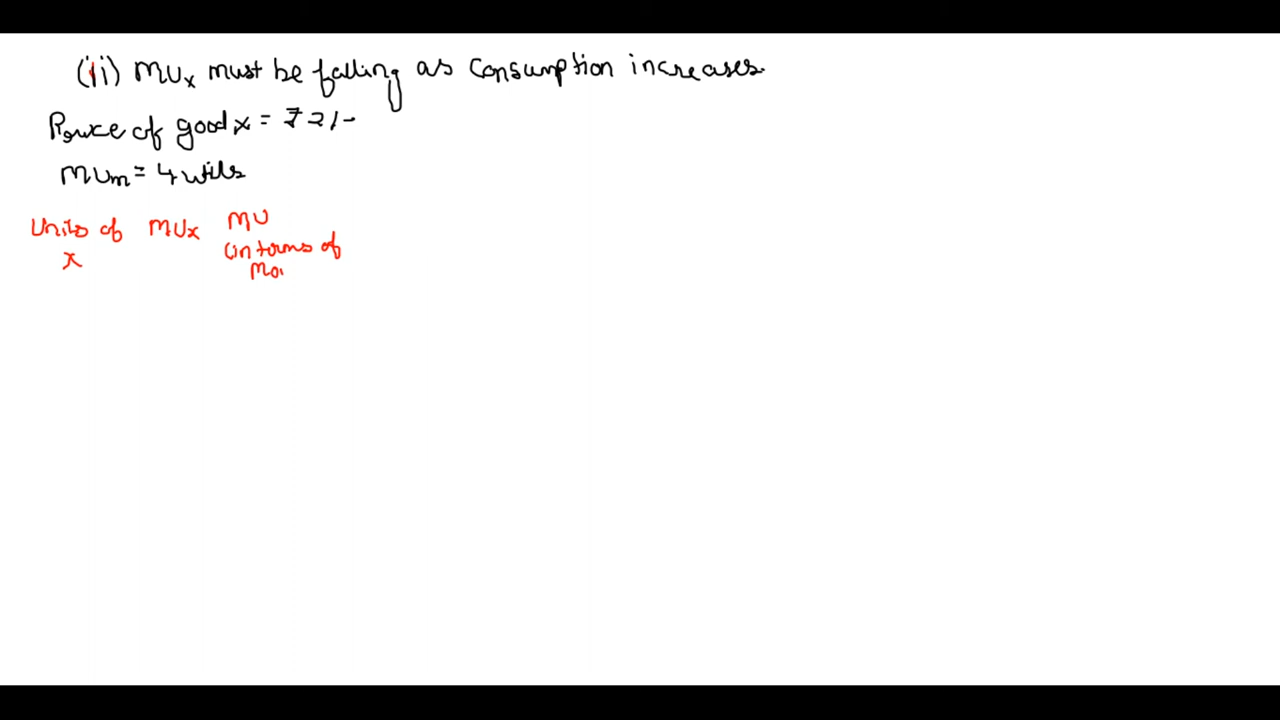 (ii) MUx must be falling as consumption increases.
Price of good x = ₹2/-
MUm = 4 utils
Units of x MUx MU (in terms of
Mo